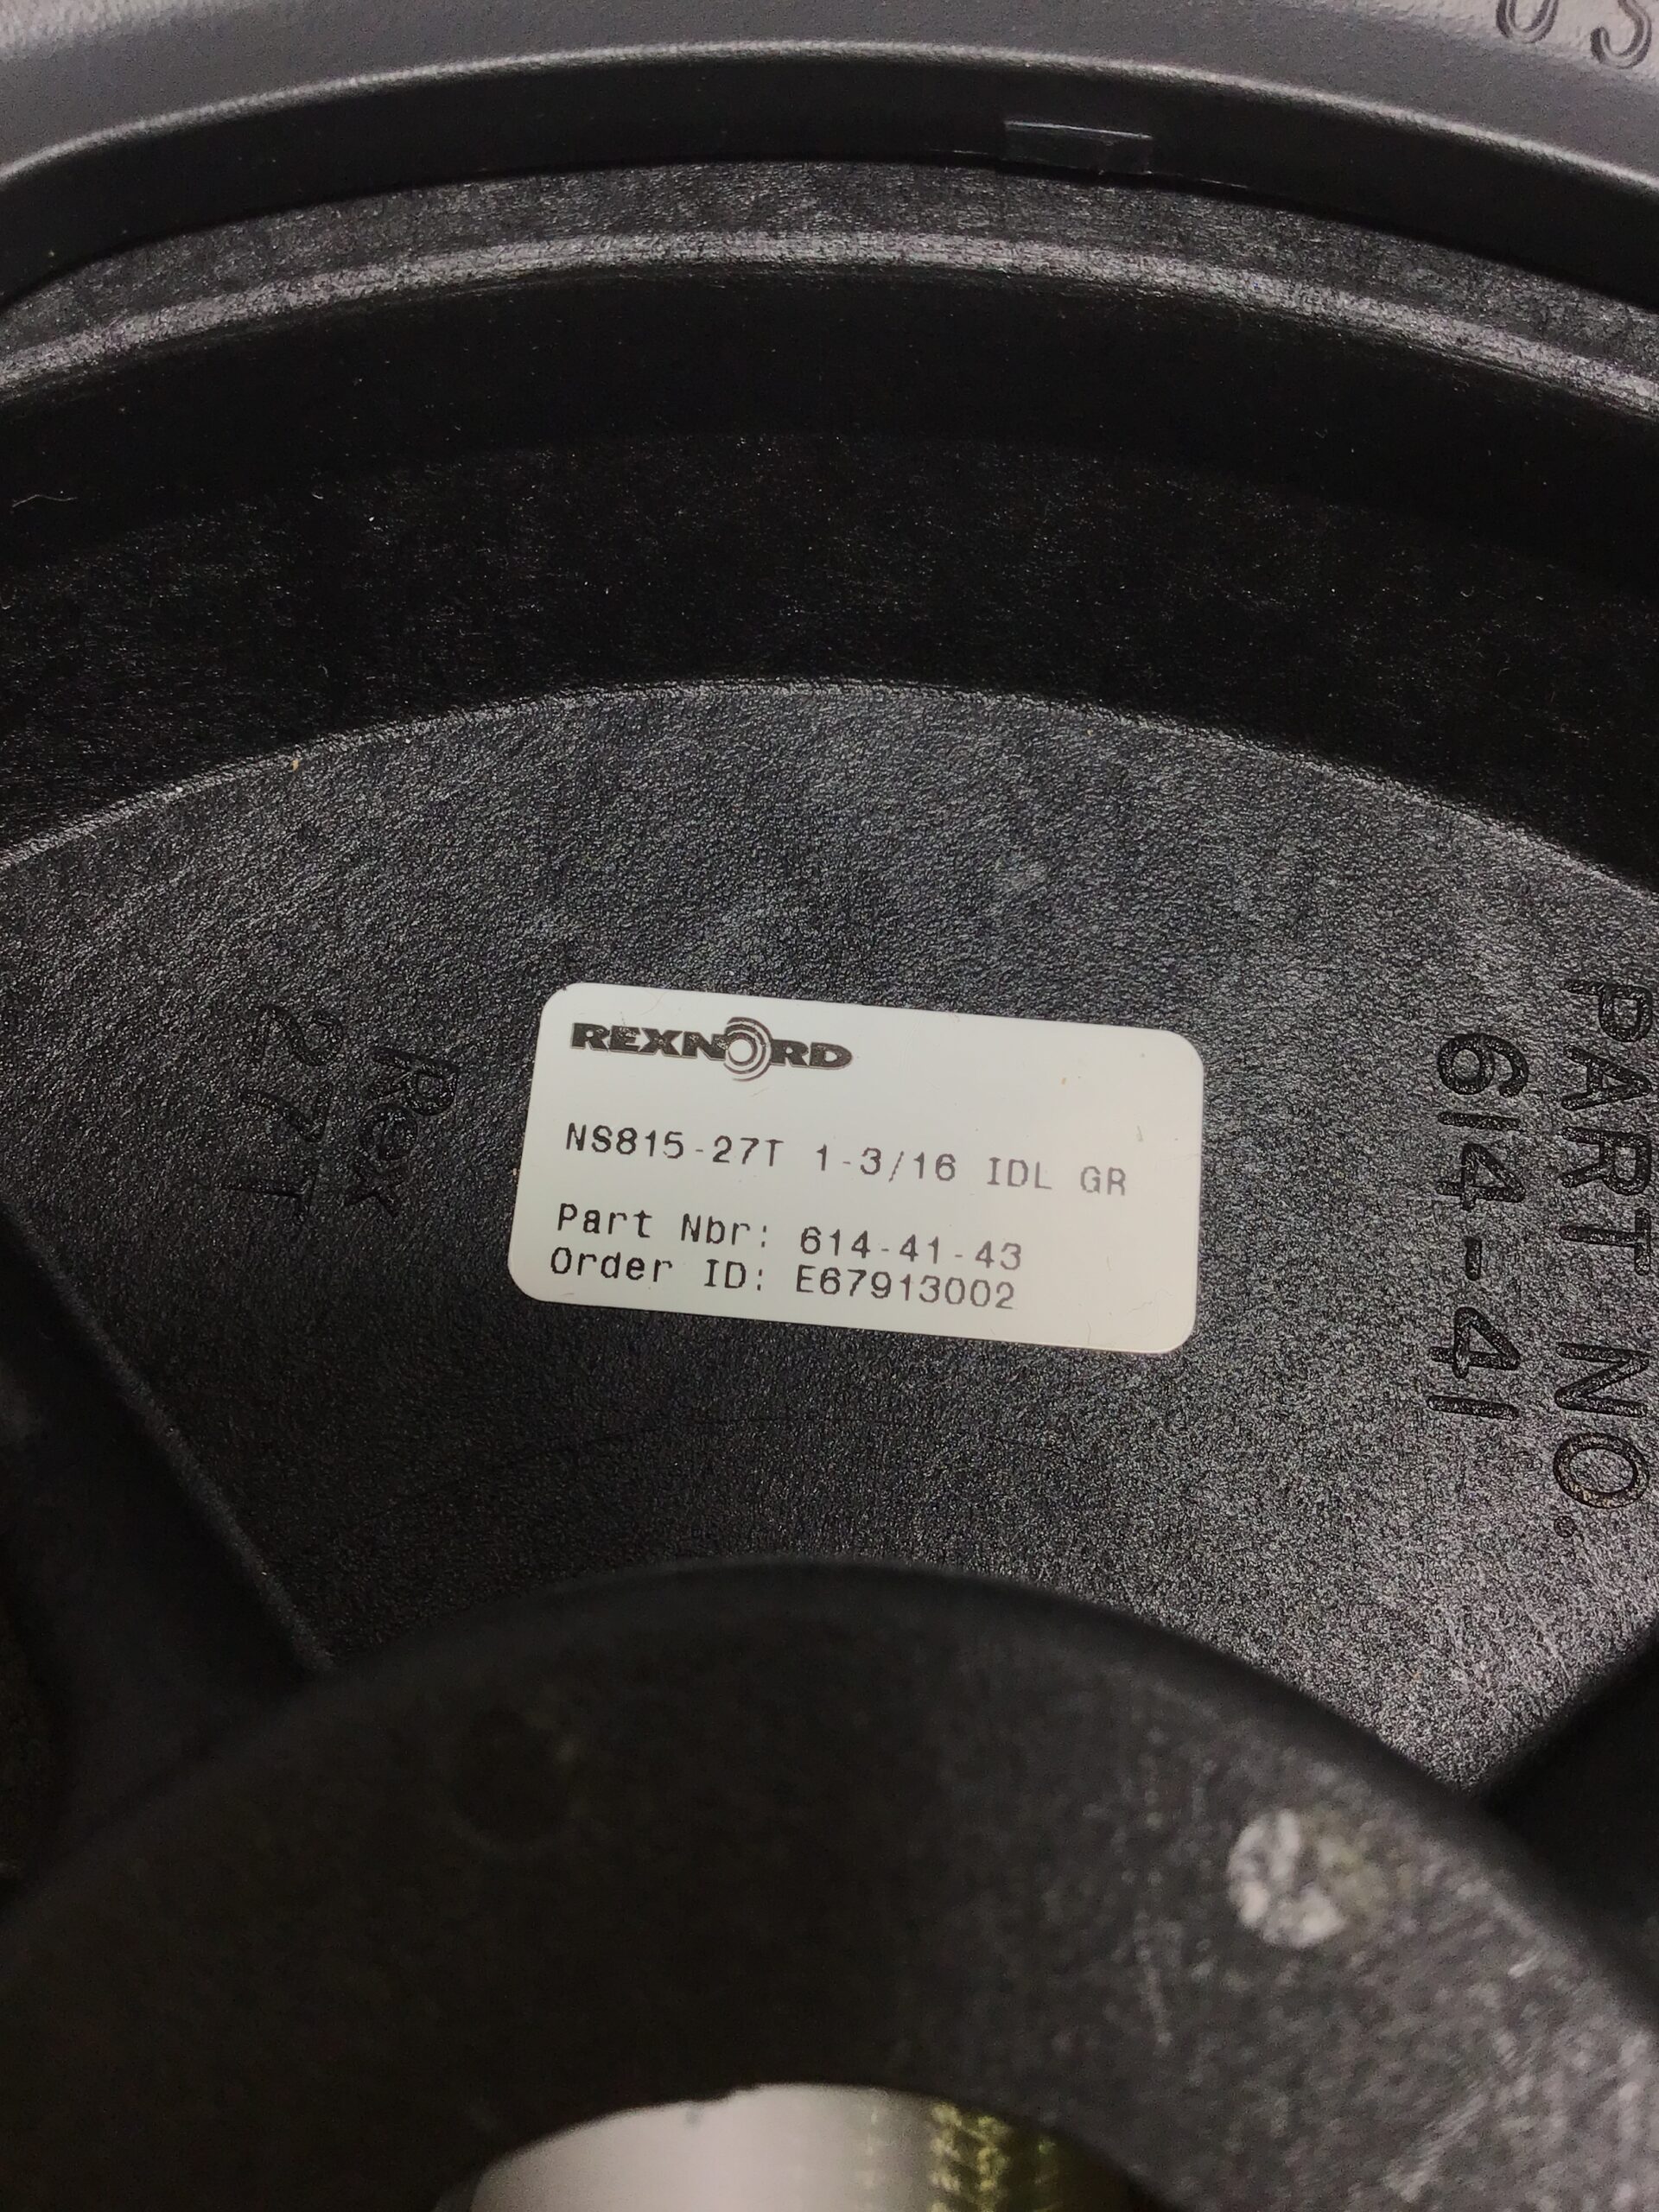 REXNORD
NS815-27T 1-3/16 IDL GR
Part Nbr: 614-41-43
Order ID: E67913002
Rex
27T
PART NO.
614-41